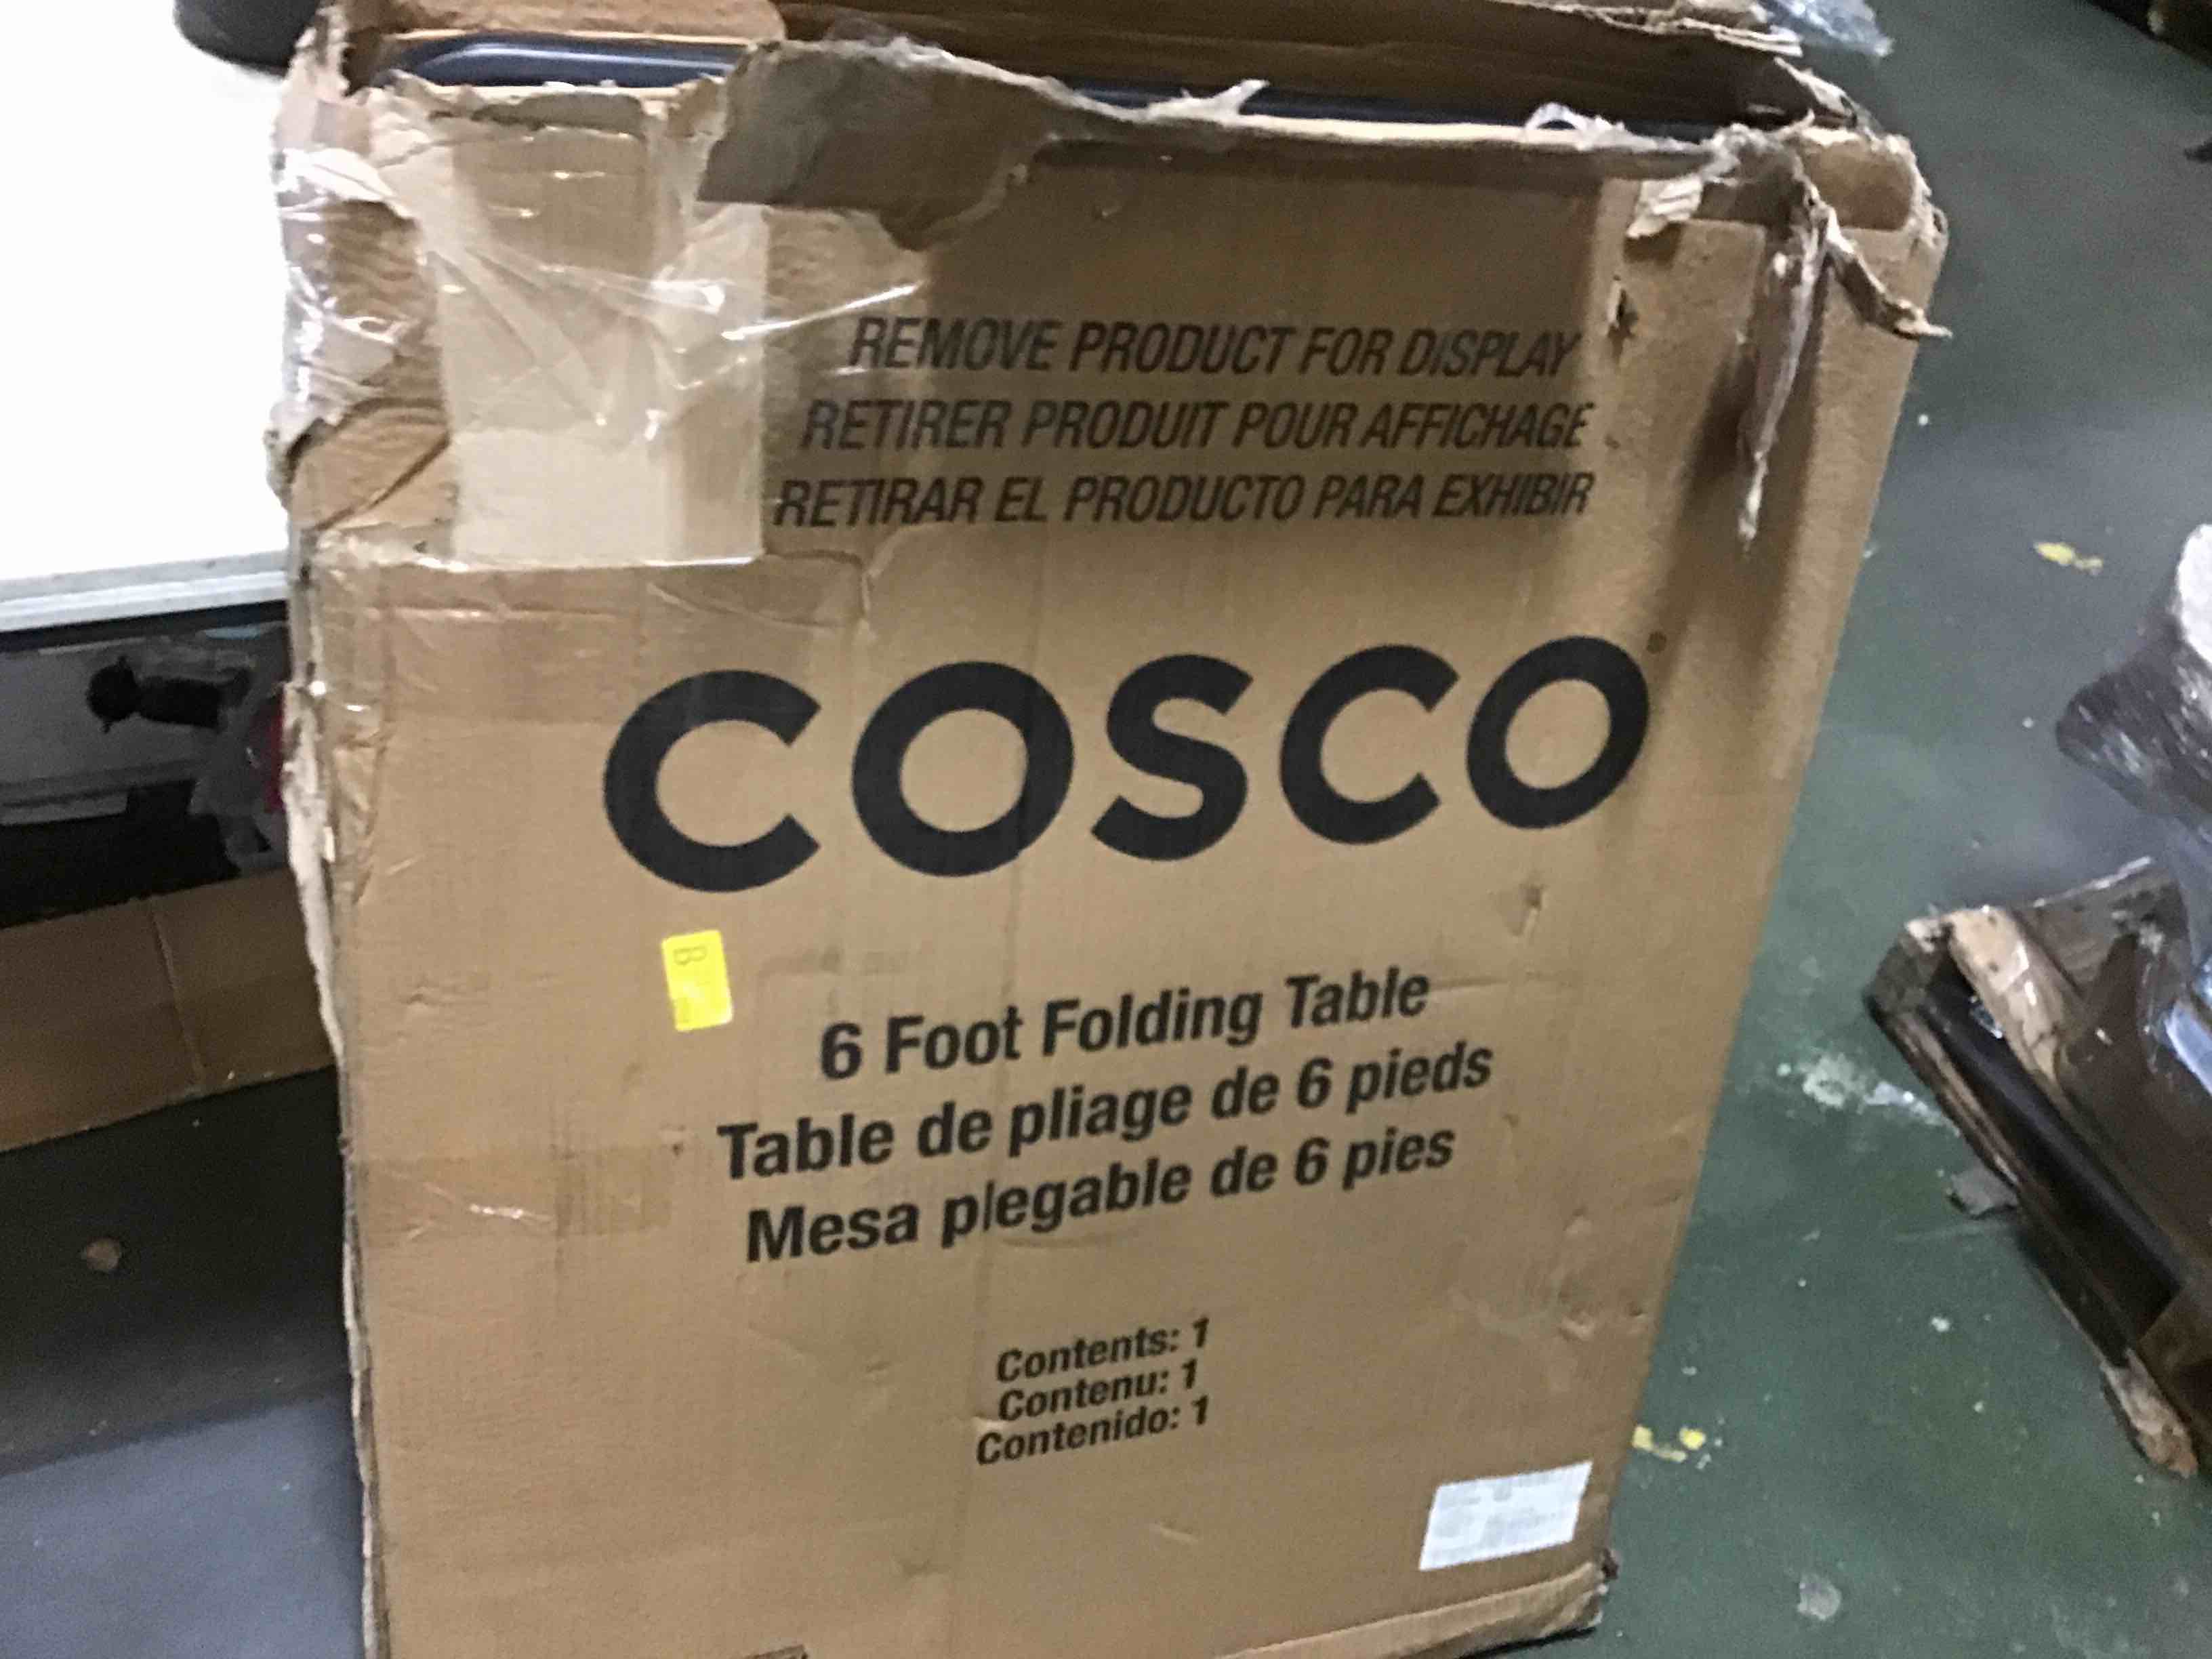 REMOVE PRODUCT FOR DISPLAY
RETIRER PRODUIT POUR AFFICHAGE
RETIRAR EL PRODUCTO PARA EXHIBIR
COSCO®
B
6 Foot Folding Table
Table de pliage de 6 pieds
Mesa plegable de 6 pies
Contents: 1
Contenu: 1
Contenido: 1